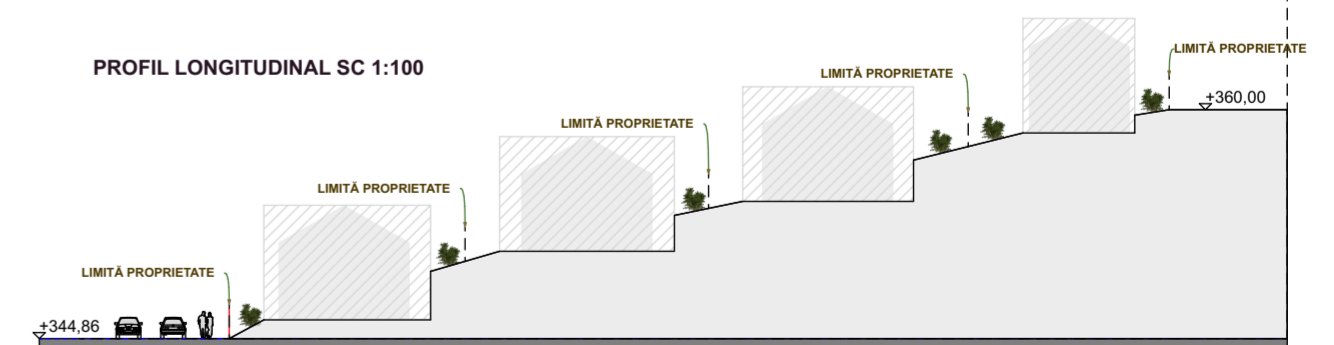 PROFIL LONGITUDINAL SC 1:100
LIMITĂ PROPRIETATE
LIMITĂ PROPRIETATE
LIMITĂ PROPRIETATE
LIMITĂ PROPRIETATE
LIMITĂ PROPRIETATE
+360,00
+344,86